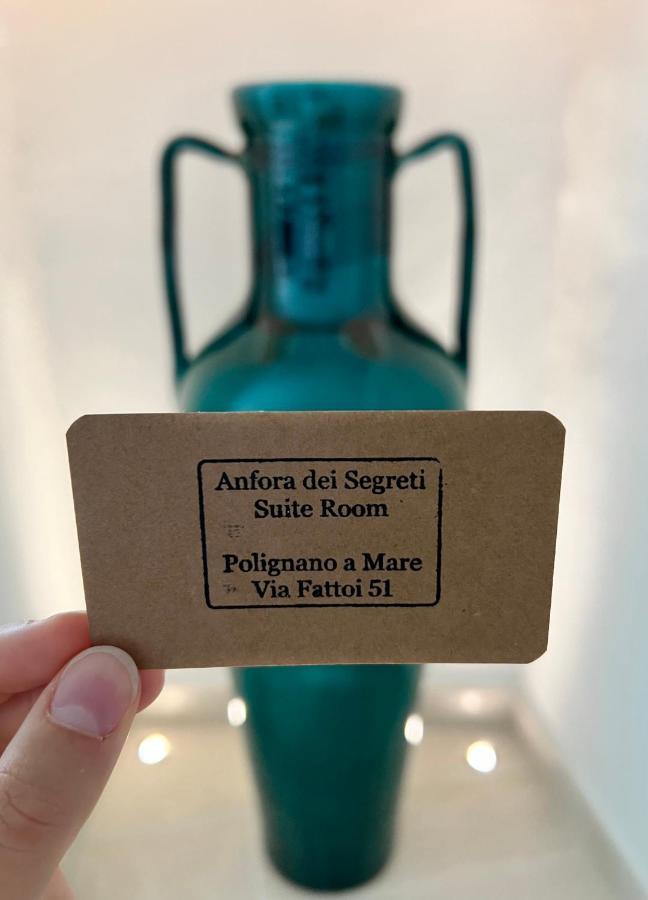 Anfora dei Segreti
Suite Room
Polignano a Mare
Via Fattoi 51